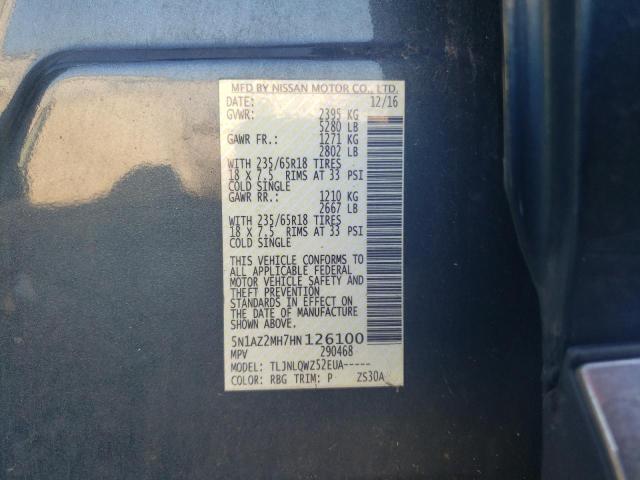 MFD BY NISSAN MOTOR CO., LTD.
DATE: 12/16
GVWR: 2395 KG
5280 LB
GAWR FR.: 1271 KG
2802 LB
WITH 235/65R18 TIRES
18 X 7.5 RIMS AT 33 PSI
COLD SINGLE
GAWR RR.: 1210 KG
2667 LB
WITH 235/65R18 TIRES
18 X 7.5 RIMS AT 33 PSI
COLD SINGLE
THIS VEHICLE CONFORMS TO
ALL APPLICABLE FEDERAL
MOTOR VEHICLE SAFETY AND
THEFT PREVENTION
STANDARDS IN EFFECT ON
THE DATE OF MANUFACTURE
SHOWN ABOVE.
5N1AZ2MH7HN126100
MPV 290468
MODEL: TLJNLQWZ52EUA-----
COLOR: RBG TRIM: P ZS30A